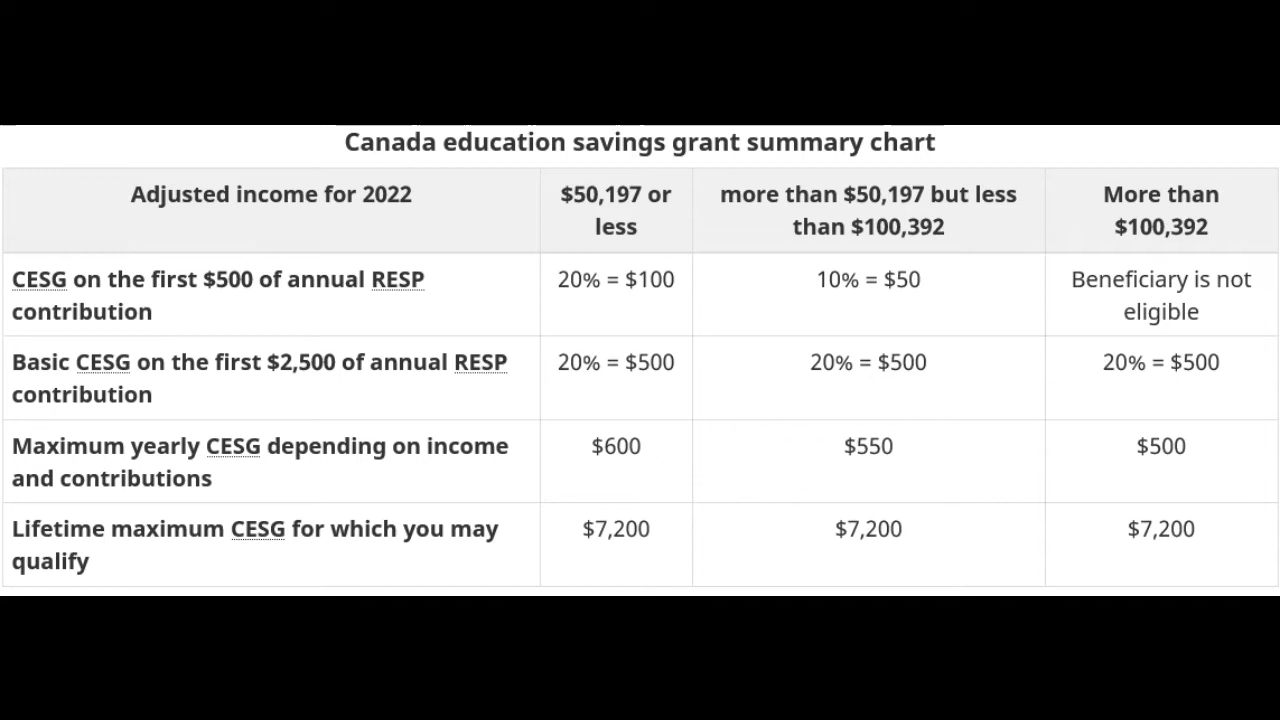 Canada education savings grant summary chart
Adjusted income for 2022
$50,197 or
less
more than $50,197 but less
than $100,392
More than
$100,392
CESG on the first $500 of annual RESP
contribution
20% = $100
10% = $50
Beneficiary is not
eligible
Basic CESG on the first $2,500 of annual RESP
contribution
20% = $500
20% = $500
20% = $500
Maximum yearly CESG depending on income
and contributions
$600
$550
$500
Lifetime maximum CESG for which you may
qualify
$7,200
$7,200
$7,200